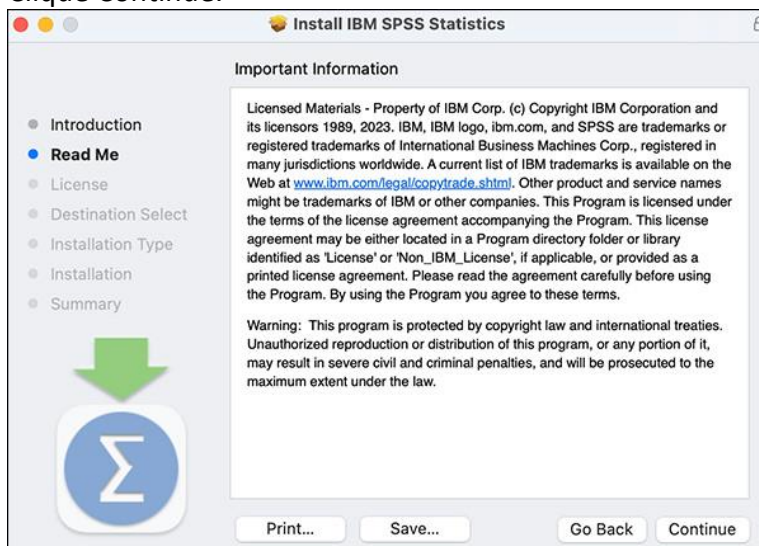 Clique Continue.
Install IBM SPSS Statistics
Important Information
Introduction
Read Me
License
Destination Select
Installation Type
Installation
Summary
Licensed Materials - Property of IBM Corp. (c) Copyright IBM Corporation and
its licensors 1989, 2023. IBM, IBM logo, ibm.com, and SPSS are trademarks or
registered trademarks of International Business Machines Corp., registered in
many jurisdictions worldwide. A current list of IBM trademarks is available on the
Web at www.ibm.com/legal/copytrade.shtml. Other product and service names
might be trademarks of IBM or other companies. This Program is licensed under
the terms of the license agreement accompanying the Program. This license
agreement may be either located in a Program directory folder or library
identified as 'License' or 'Non_IBM_License', if applicable, or provided as a
printed license agreement. Please read the agreement carefully before using
the Program. By using the Program you agree to these terms.
Warning: This program is protected by copyright law and international treaties.
Unauthorized reproduction or distribution of this program, or any portion of it,
may result in severe civil and criminal penalties, and will be prosecuted to the
maximum extent under the law.
Σ
Print...
Save...
Go Back
Continue